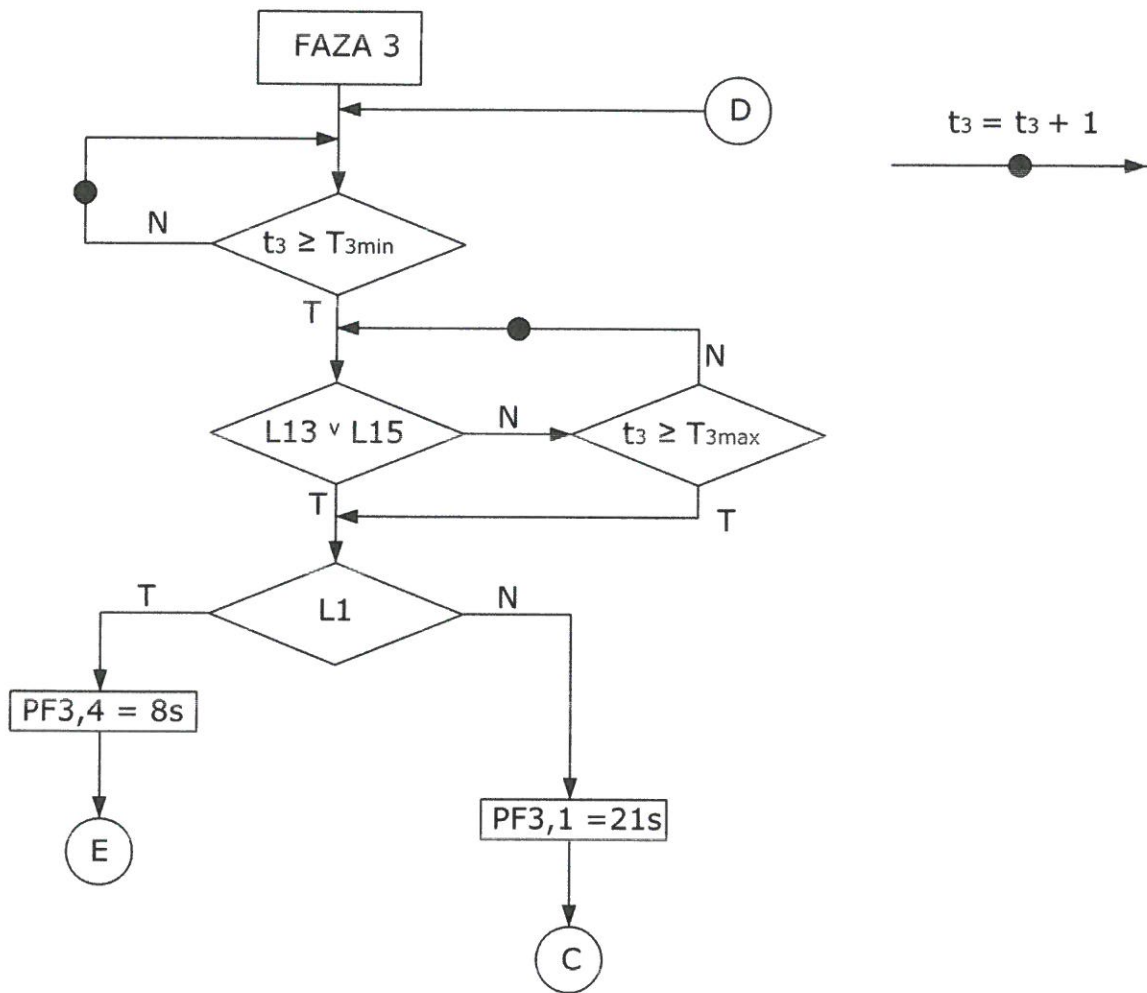 FAZA 3
D
t3 = t3 + 1
N
t3 ≥ T3min
T
N
L13 ∨ L15
N
t3 ≥ T3max
T
T
T
L1
N
PF3,4 = 8s
PF3,1 =21s
E
C